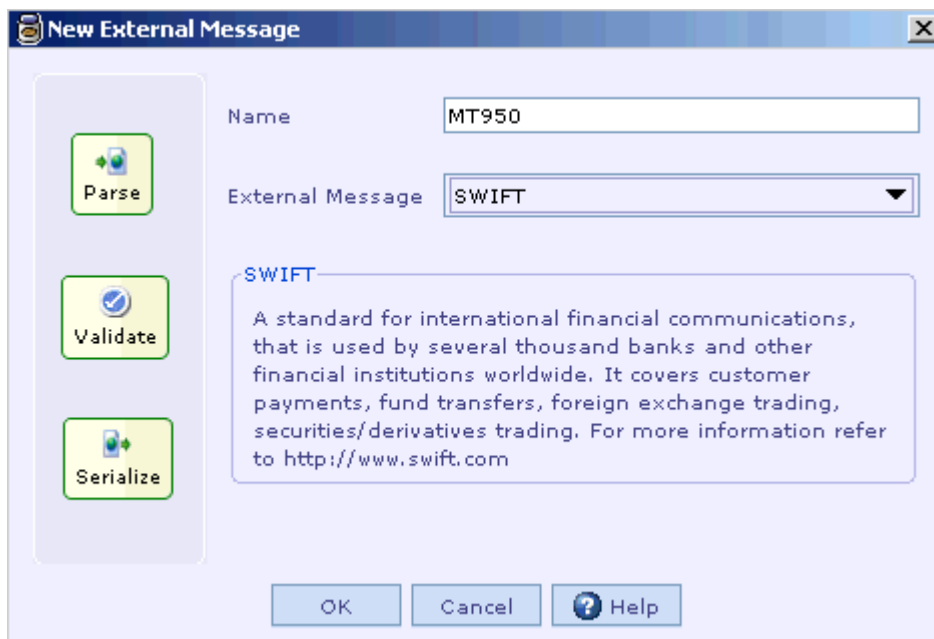 New External Message
Name
MT950
Parse
External Message
SWIFT
SWIFT
A standard for international financial communications,
that is used by several thousand banks and other
financial institutions worldwide. It covers customer
payments, fund transfers, foreign exchange trading,
securities/derivatives trading. For more information refer
to http://www.swift.com
Validate
Serialize
OK
Cancel
Help